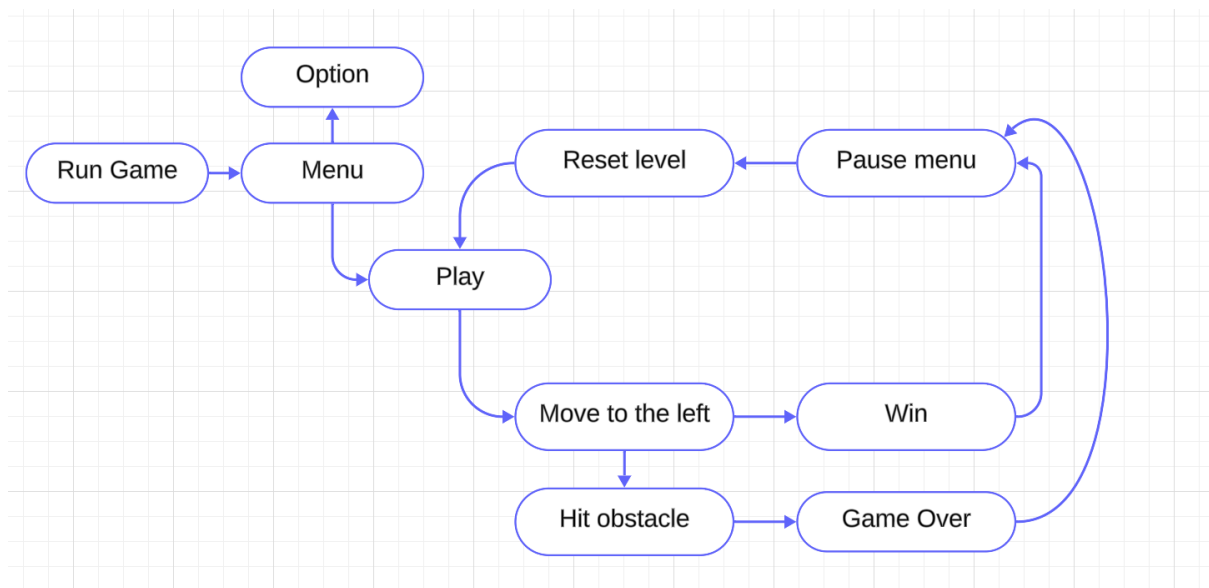 Option
Run Game
Menu
Reset level
Pause menu
Play
Move to the left
Win
Hit obstacle
Game Over